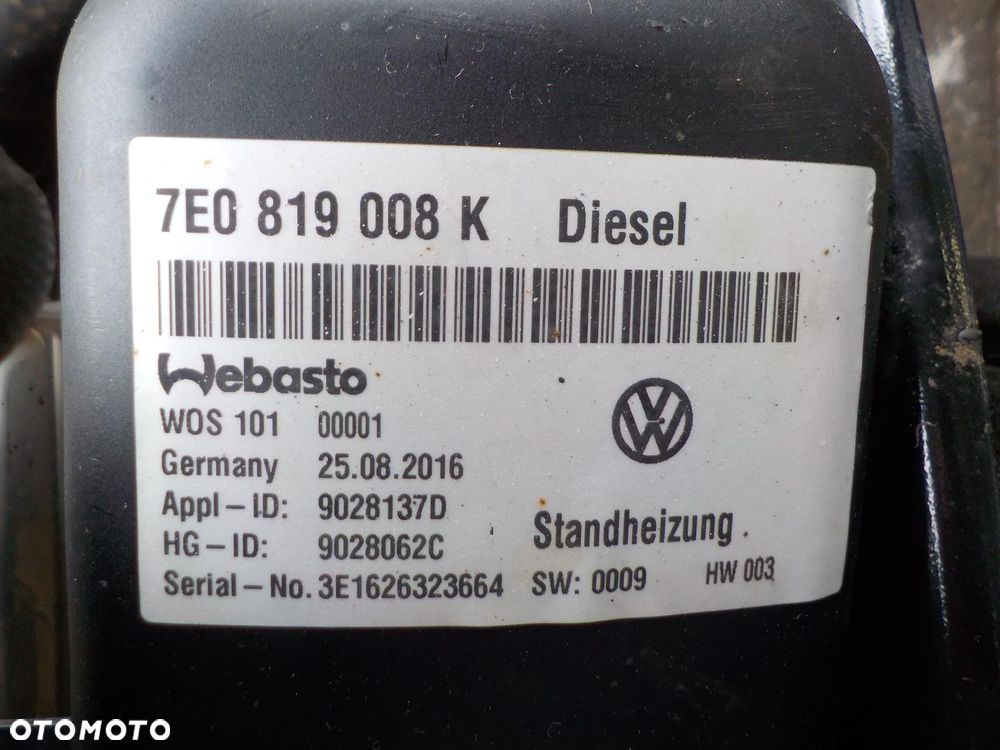 7E0 819 008 K Diesel
Webasto
WOS 101 00001
Germany 25.08.2016
Appl-ID: 9028137D
HG-ID: 9028062C
Standheizung
Serial-No. 3E1626323664 SW: 0009 HW 003
OTOMOTO